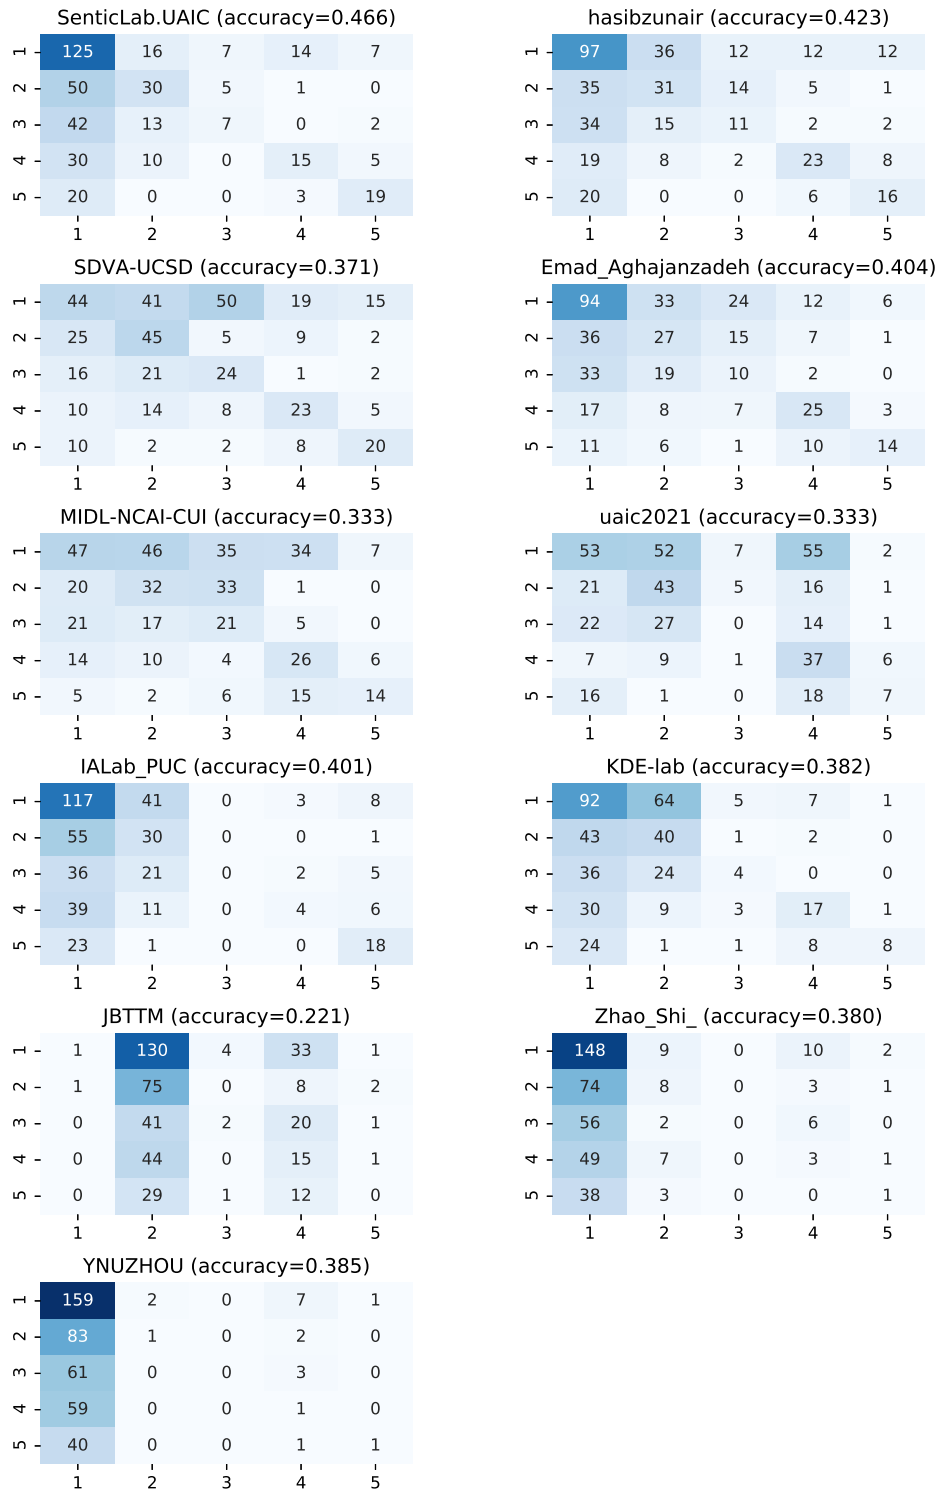 SenticLab.UAIC (accuracy=0.466)
1 125 16 7 14 7
2 50 30 5 1 0
3 42 13 7 0 2
4 30 10 0 15 5
5 20 0 0 3 19
1 2 3 4 5
hasibzunair (accuracy=0.423)
1 97 36 12 12 12
2 35 31 14 5 1
3 34 15 11 2 2
4 19 8 2 23 8
5 20 0 0 6 16
1 2 3 4 5
SDVA-UCSD (accuracy=0.371)
1 44 41 50 19 15
2 25 45 5 9 2
3 16 21 24 1 2
4 10 14 8 23 5
5 10 2 2 8 20
1 2 3 4 5
Emad_Aghajanzadeh (accuracy=0.404)
1 94 33 24 12 6
2 36 27 15 7 1
3 33 19 10 2 0
4 17 8 7 25 3
5 11 6 1 10 14
1 2 3 4 5
MIDL-NCAI-CUI (accuracy=0.333)
1 47 46 35 34 7
2 20 32 33 1 0
3 21 17 21 5 0
4 14 10 4 26 6
5 5 2 6 15 14
1 2 3 4 5
uaic2021 (accuracy=0.333)
1 53 52 7 55 2
2 21 43 5 16 1
3 22 27 0 14 1
4 7 9 1 37 6
5 16 1 0 18 7
1 2 3 4 5
IALab_PUC (accuracy=0.401)
1 117 41 0 3 8
2 55 30 0 0 1
3 36 21 0 2 5
4 39 11 0 4 6
5 23 1 0 0 18
1 2 3 4 5
KDE-lab (accuracy=0.382)
1 92 64 5 7 1
2 43 40 1 2 0
3 36 24 4 0 0
4 30 9 3 17 1
5 24 1 1 8 8
1 2 3 4 5
JBTTM (accuracy=0.221)
1 1 130 4 33 1
2 1 75 0 8 2
3 0 41 2 20 1
4 0 44 0 15 1
5 0 29 1 12 0
1 2 3 4 5
Zhao_Shi_ (accuracy=0.380)
1 148 9 0 10 2
2 74 8 0 3 1
3 56 2 0 6 0
4 49 7 0 3 1
5 38 3 0 0 1
1 2 3 4 5
YNUZHOU (accuracy=0.385)
1 159 2 0 7 1
2 83 1 0 2 0
3 61 0 0 3 0
4 59 0 0 1 0
5 40 0 0 1 1
1 2 3 4 5